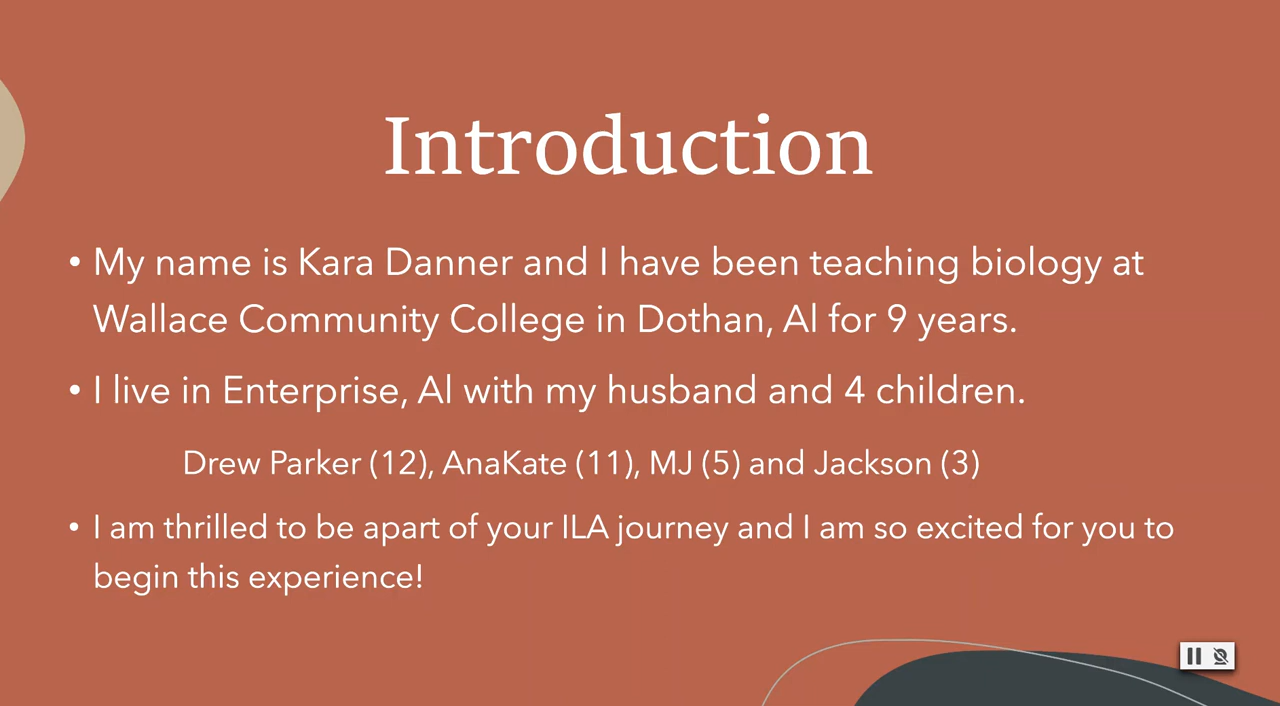 Introduction
• My name is Kara Danner and I have been teaching biology at
Wallace Community College in Dothan, Al for 9 years.
• I live in Enterprise, Al with my husband and 4 children.
Drew Parker (12), AnaKate (11), MJ (5) and Jackson (3)
• I am thrilled to be apart of your ILA journey and I am so excited for you to
begin this experience!